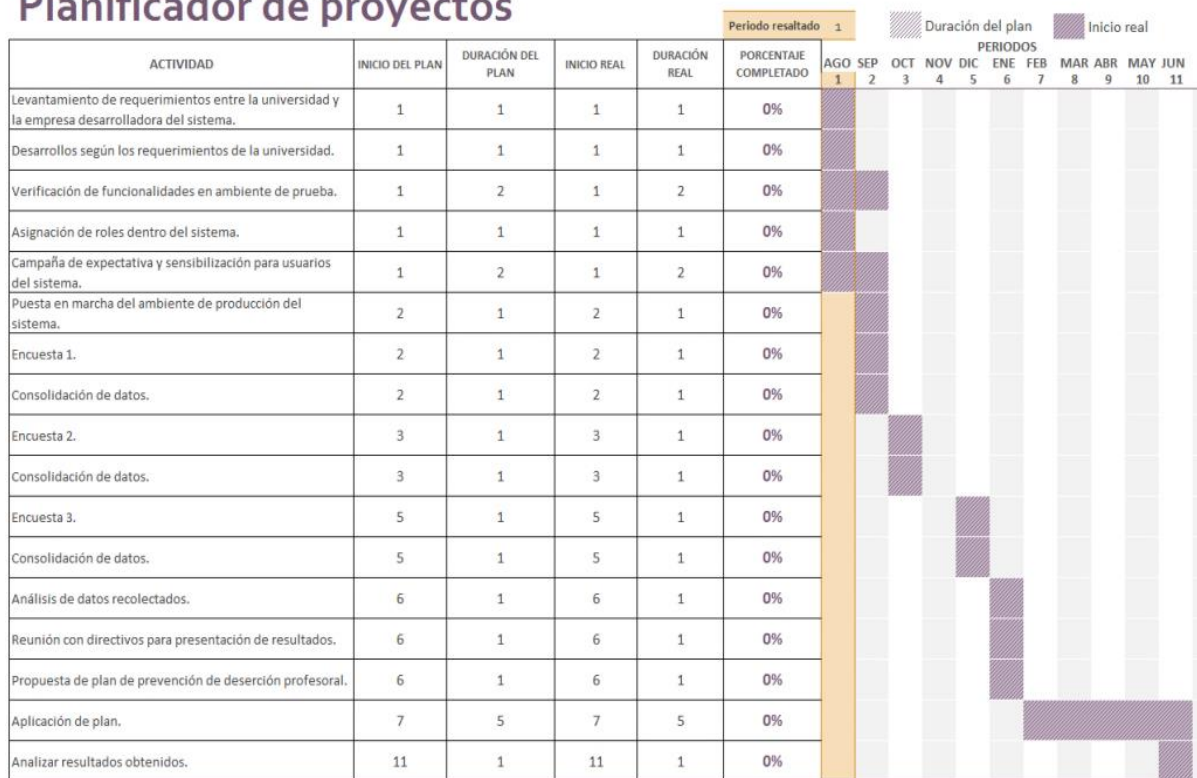 Planificador de proyectos
Periodo resaltado 1 Duración del plan Inicio real
PERIODOS
ACTIVIDAD INICIO DEL PLAN DURACIÓN DEL PLAN INICIO REAL DURACIÓN REAL PORCENTAJE COMPLETADO AGO SEP OCT NOV DIC ENE FEB MAR ABR MAY JUN
1 2 3 4 5 6 7 8 9 10 11
Levantamiento de requerimientos entre la universidad y
la empresa desarrolladora del sistema. 1 1 1 1 0%
Desarrollos según los requerimientos de la universidad. 1 1 1 1 0%
Verificación de funcionalidades en ambiente de prueba. 1 2 1 2 0%
Asignación de roles dentro del sistema. 1 1 1 1 0%
Campaña de expectativa y sensibilización para usuarios
del sistema. 1 2 1 2 0%
Puesta en marcha del ambiente de producción del
sistema. 2 1 2 1 0%
Encuesta 1. 2 1 2 1 0%
Consolidación de datos. 2 1 2 1 0%
Encuesta 2. 3 1 3 1 0%
Consolidación de datos. 3 1 3 1 0%
Encuesta 3. 5 1 5 1 0%
Consolidación de datos. 5 1 5 1 0%
Análisis de datos recolectados. 6 1 6 1 0%
Reunión con directivos para presentación de resultados. 6 1 6 1 0%
Propuesta de plan de prevención de deserción profesoral. 6 1 6 1 0%
Aplicación de plan. 7 5 7 5 0%
Analizar resultados obtenidos. 11 1 11 1 0%